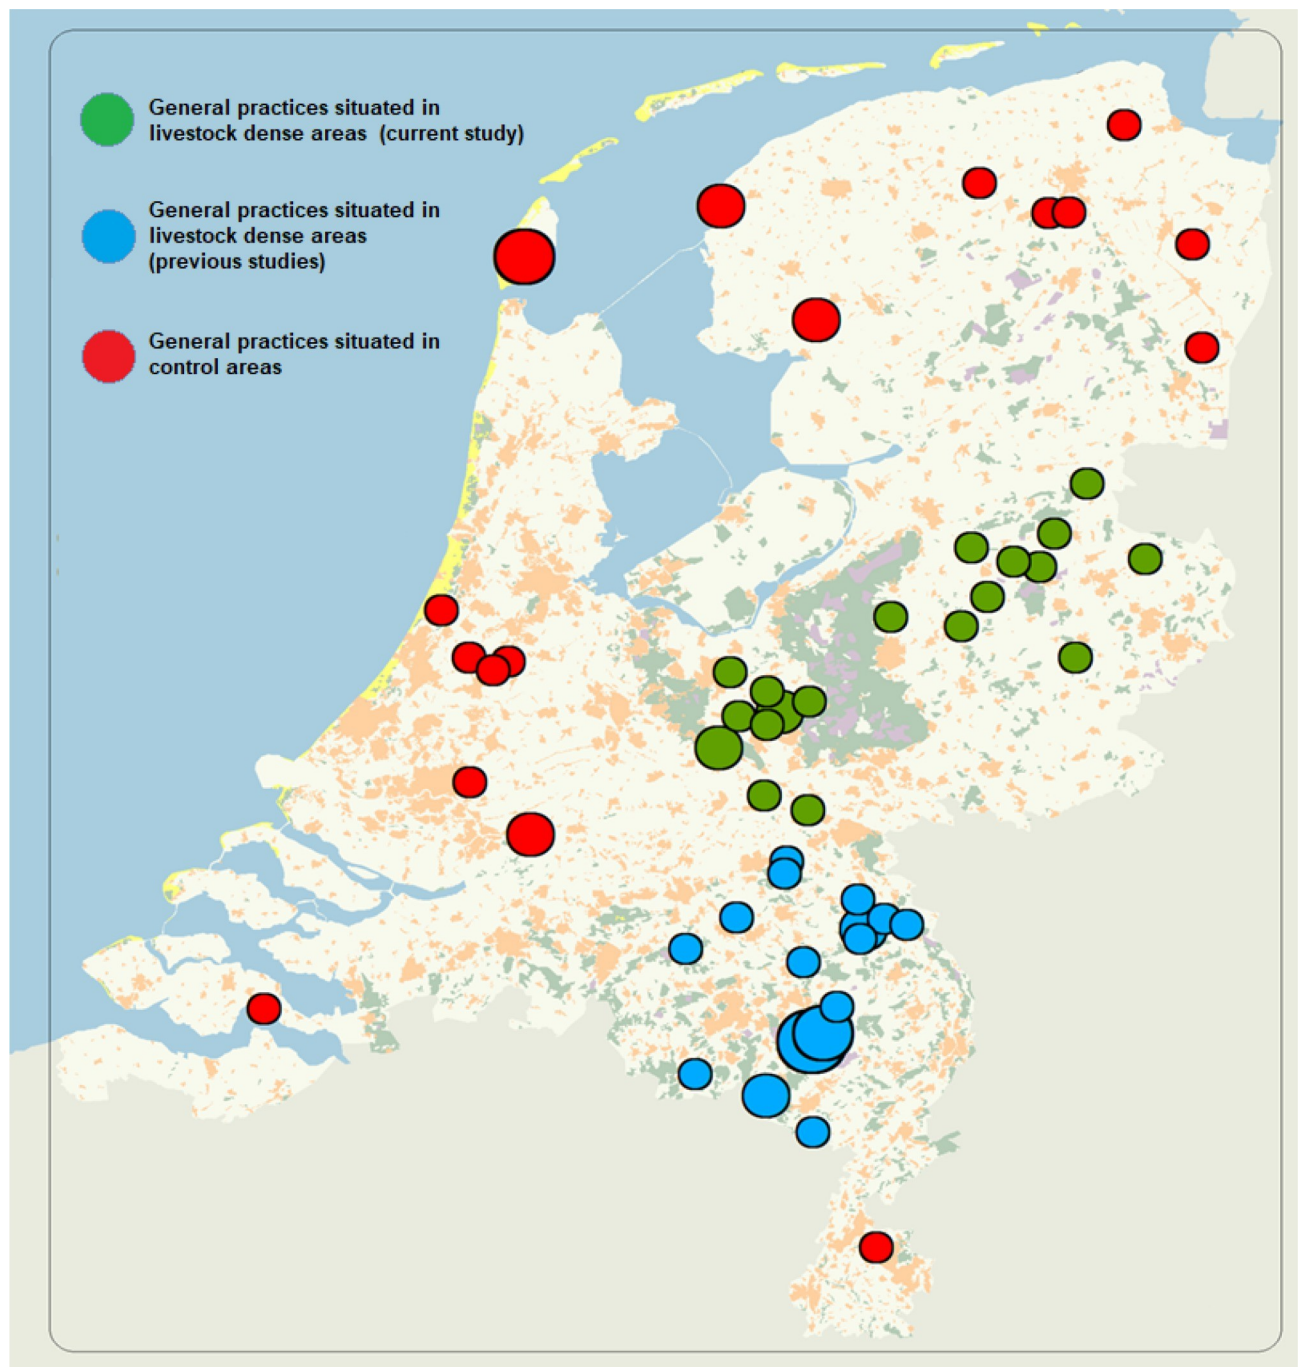 General practices situated in
livestock dense areas  (current study)
General practices situated in
livestock dense areas
(previous studies)
General practices situated in
control areas